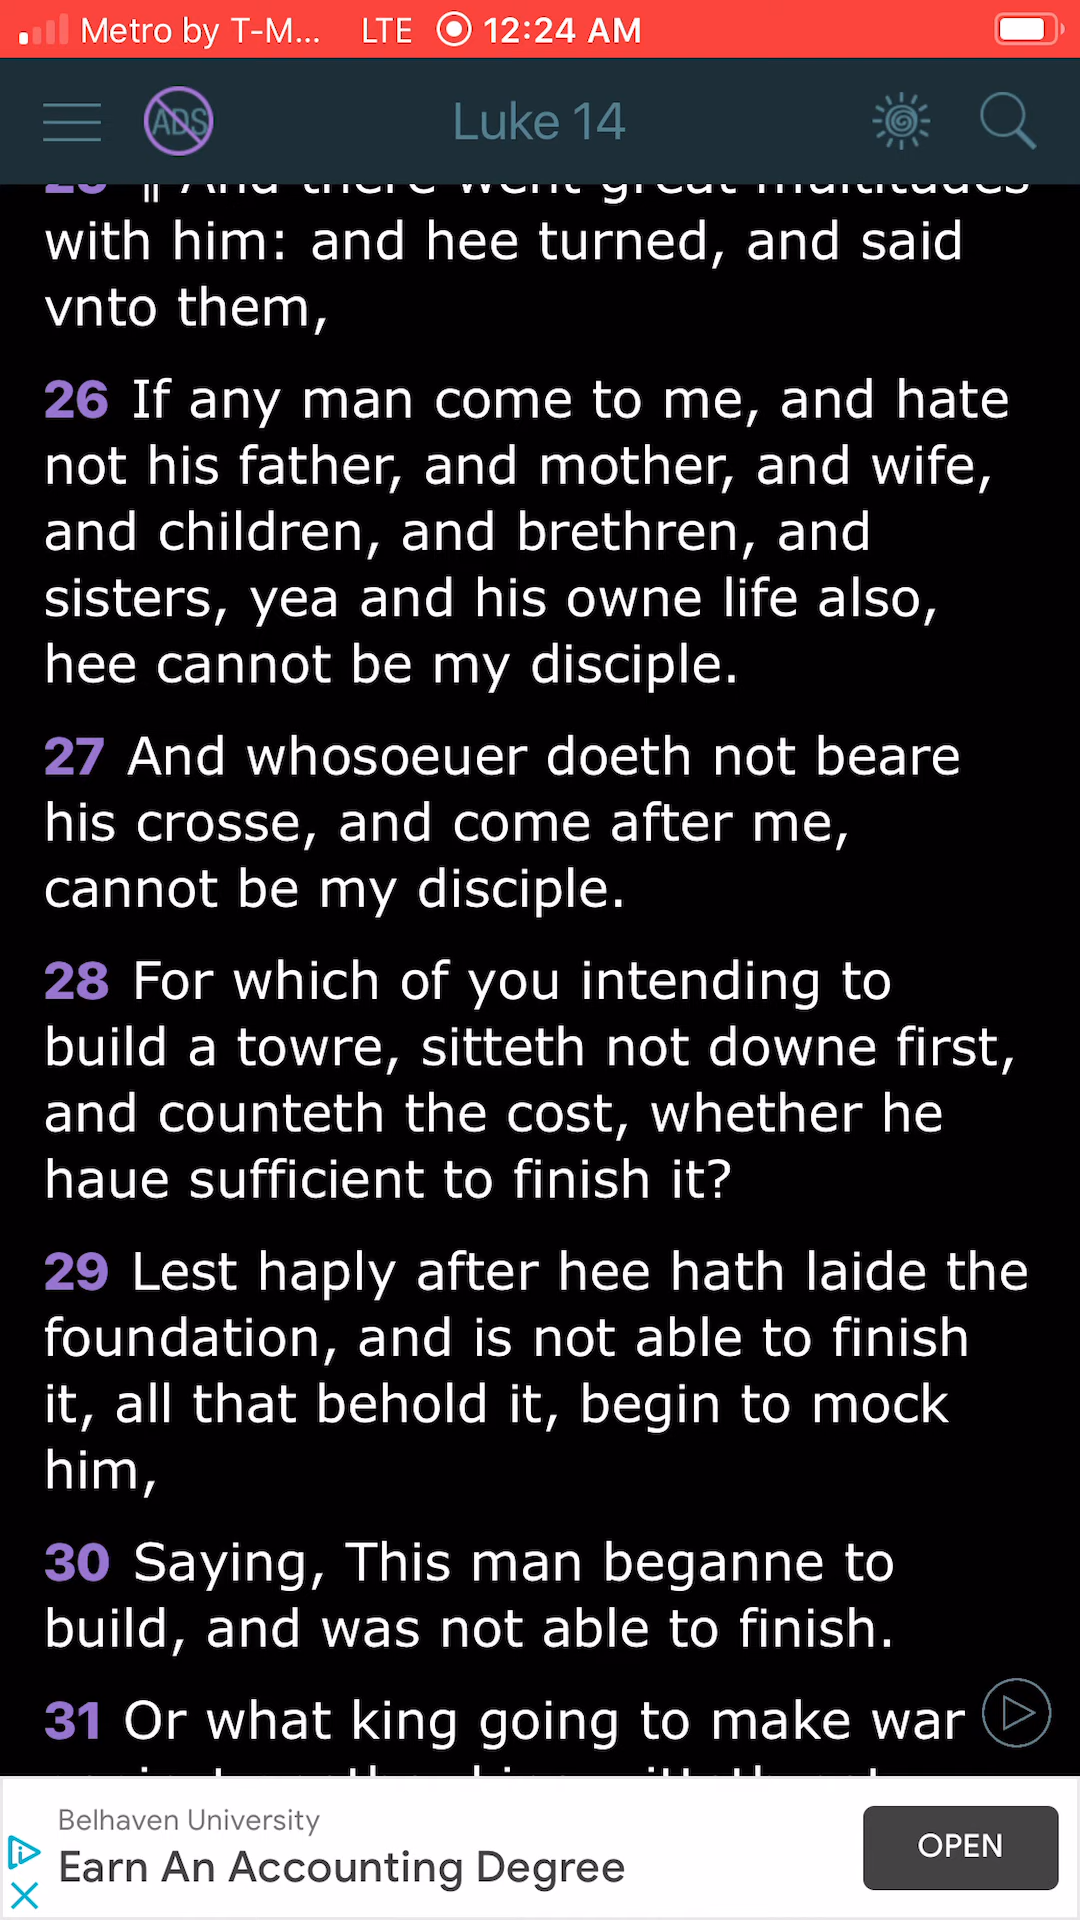 Metro by T-M... LTE 12:24 AM
ADS Luke 14
25 ¶ And there went great multitudes
with him: and hee turned, and said
vnto them,
26 If any man come to me, and hate
not his father, and mother, and wife,
and children, and brethren, and
sisters, yea and his owne life also,
hee cannot be my disciple.
27 And whosoeuer doeth not beare
his crosse, and come after me,
cannot be my disciple.
28 For which of you intending to
build a towre, sitteth not downe first,
and counteth the cost, whether he
haue sufficient to finish it?
29 Lest haply after hee hath laide the
foundation, and is not able to finish
it, all that behold it, begin to mock
him,
30 Saying, This man beganne to
build, and was not able to finish.
31 Or what king going to make war
Belhaven University
Earn An Accounting Degree
OPEN